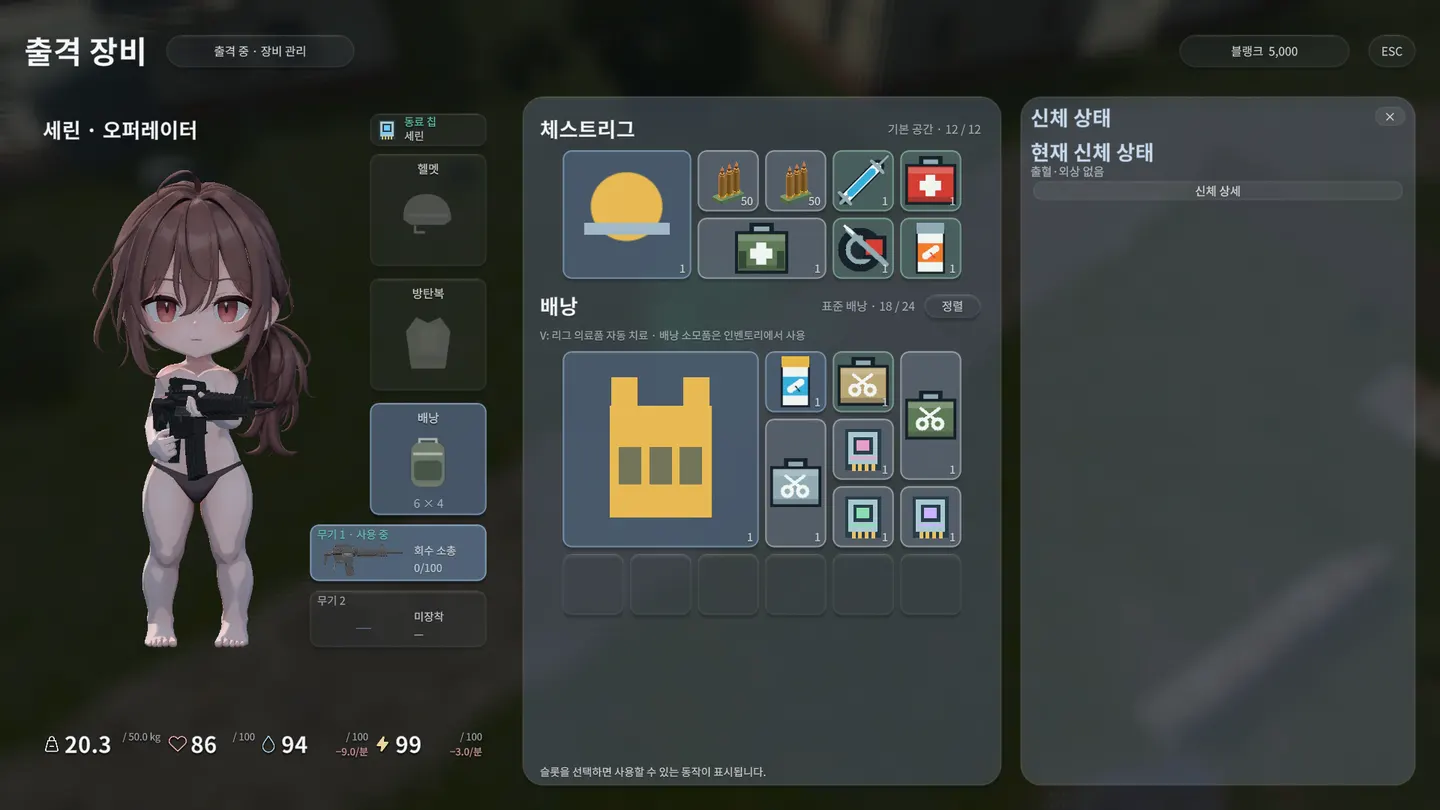 출격 장비
출격 중 · 장비 관리
블랭크 5,000
ESC
세린 · 오퍼레이터
동료 칩
세린
헬멧
방탄복
배낭
6 × 4
무기 1 · 사용 중
회수 소총
0/100
무기 2
미장착
—
20.3 / 50.0 kg
86 / 100
94 / 100
−9.0/분
99 / 100
−3.0/분
체스트리그
기본 공간 · 12 / 12
1
50
50
1
1
1
1
1
배낭
표준 배낭 · 18 / 24
정렬
V: 리그 의료품 자동 치료 · 배낭 소모품은 인벤토리에서 사용
1
1
1
1
1
1
1
1
슬롯을 선택하면 사용할 수 있는 동작이 표시됩니다.
신체 상태
현재 신체 상태
출혈·외상 없음
신체 상세